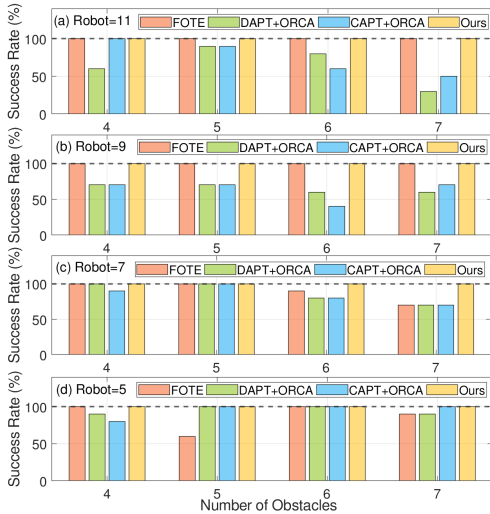 (a) Robot=11
FOTE DAPT+ORCA CAPT+ORCA Ours
Success Rate (%)
100
50
0
4 5 6 7
(b) Robot=9
FOTE DAPT+ORCA CAPT+ORCA Ours
Success Rate (%)
100
50
0
4 5 6 7
(c) Robot=7
FOTE DAPT+ORCA CAPT+ORCA Ours
Success Rate (%)
100
50
0
4 5 6 7
(d) Robot=5
FOTE DAPT+ORCA CAPT+ORCA Ours
Success Rate (%)
100
50
0
4 5 6 7
Number of Obstacles